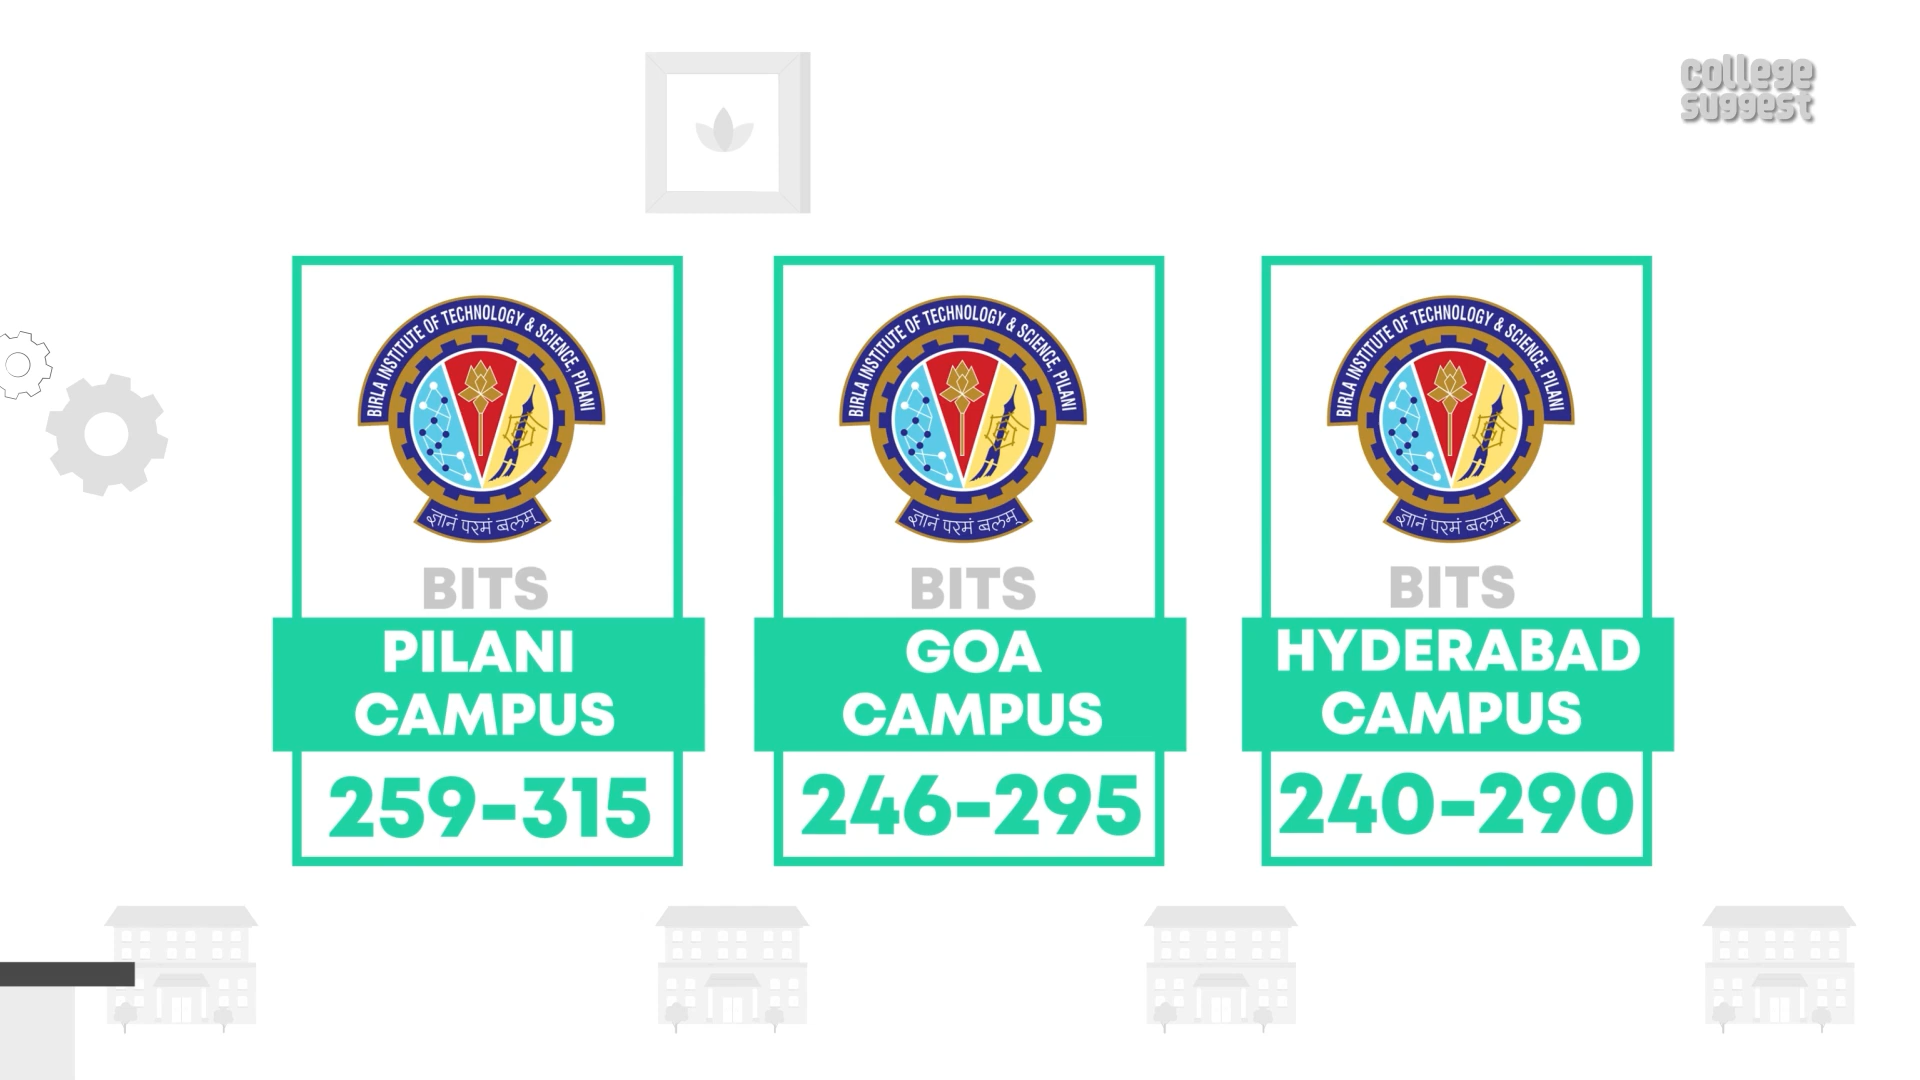 college
suggest
BIRLA INSTITUTE OF TECHNOLOGY & SCIENCE, PILANI
ज्ञानं परमं बलम्
BITS
PILANI
CAMPUS
259-315
BIRLA INSTITUTE OF TECHNOLOGY & SCIENCE, PILANI
ज्ञानं परमं बलम्
BITS
GOA
CAMPUS
246-295
BIRLA INSTITUTE OF TECHNOLOGY & SCIENCE, PILANI
ज्ञानं परमं बलम्
BITS
HYDERABAD
CAMPUS
240-290